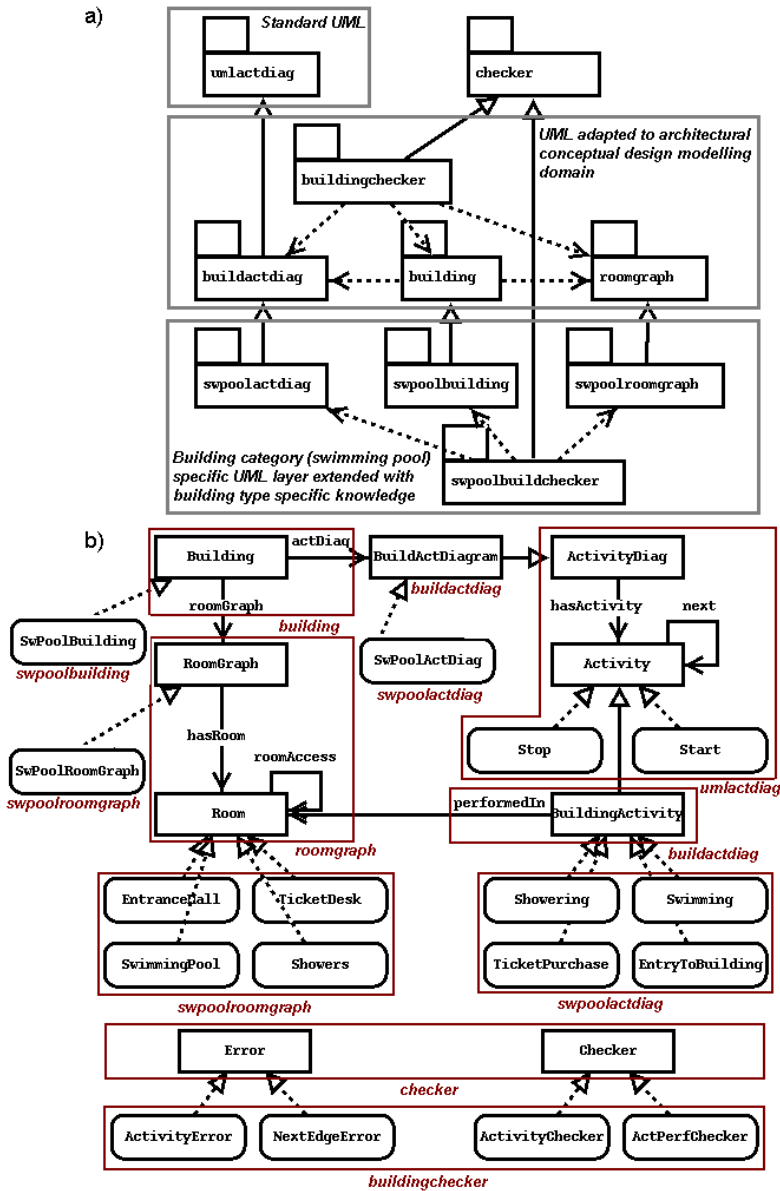 a)
Standard UML
umlactdiag
checker
UML adapted to architectural
conceptual design modelling
domain
buildingchecker
buildactdiag
building
roomgraph
swpoolactdiag
swpoolbuilding
swpoolroomgraph
Building category (swimming pool)
specific UML layer extended with
building type specific knowledge
swpoolbuildchecker
b)
Building
actDiag
BuildActDiagram
ActivityDiag
buildactdiag
roomGraph
building
hasActivity
next
SwPoolBuilding
swpoolbuilding
RoomGraph
SwPoolActDiag
swpoolactdiag
Activity
hasRoom
Stop
Start
SwPoolRoomGraph
swpoolroomgraph
roomAccess
umlactdiag
Room
performedIn
BuildingActivity
roomgraph
buildactdiag
EntranceHall
TicketDesk
Showering
Swimming
SwimmingPool
Showers
TicketPurchase
EntryToBuilding
swpoolroomgraph
swpoolactdiag
Error
Checker
checker
ActivityError
NextEdgeError
ActivityChecker
ActPerfChecker
buildingchecker